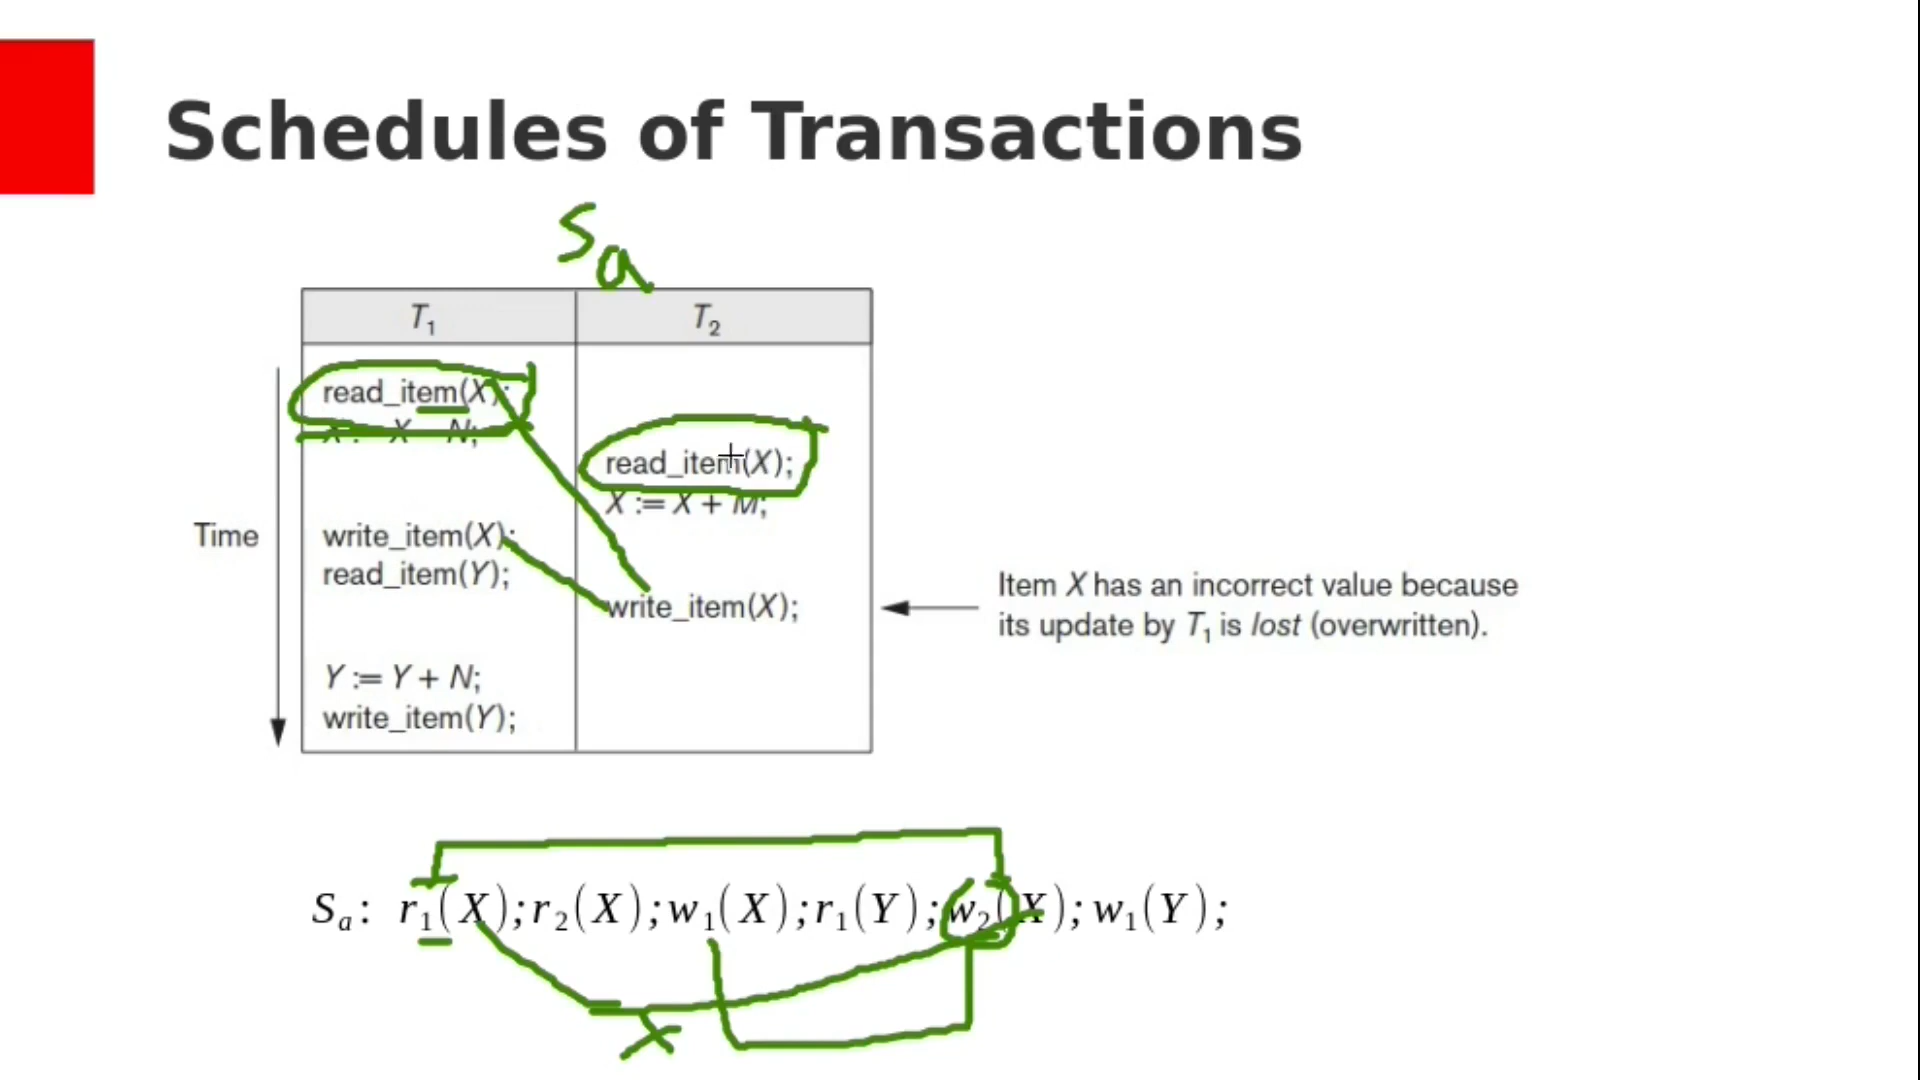 Schedules of Transactions
Sa
T1 T2
read_item(X);
X := X – N;
read_item(X);
X := X + M;
Time
write_item(X);
read_item(Y);
write_item(X);
Item X has an incorrect value because
its update by T1 is lost (overwritten).
Y := Y + N;
write_item(Y);
Sa: r1(X); r2(X); w1(X); r1(Y); w2(X); w1(Y);
X